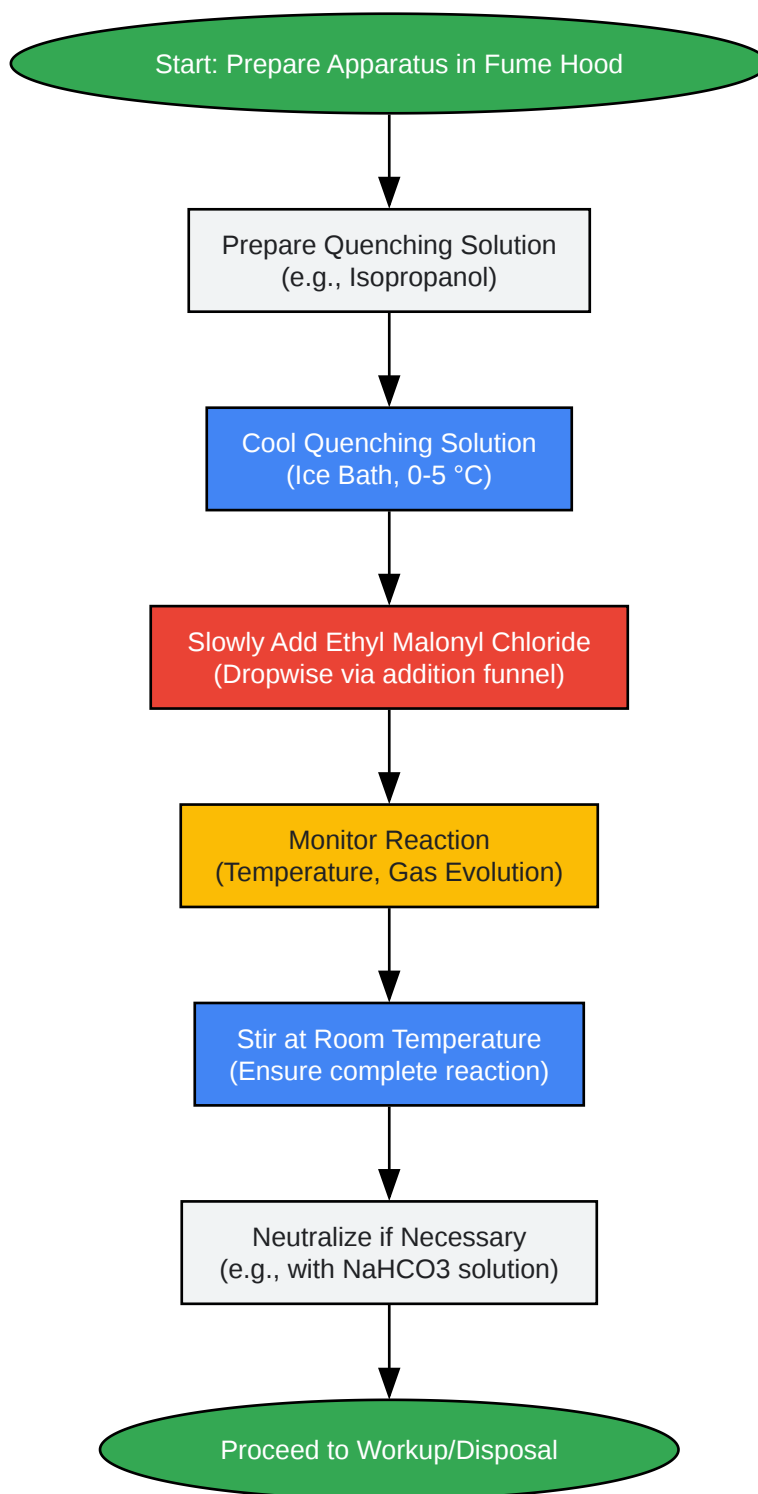 Start: Prepare Apparatus in Fume Hood
Prepare Quenching Solution
(e.g., Isopropanol)
Cool Quenching Solution
(Ice Bath, 0-5 °C)
Slowly Add Ethyl Malonyl Chloride
(Dropwise via addition funnel)
Monitor Reaction
(Temperature, Gas Evolution)
Stir at Room Temperature
(Ensure complete reaction)
Neutralize if Necessary
(e.g., with NaHCO3 solution)
Proceed to Workup/Disposal